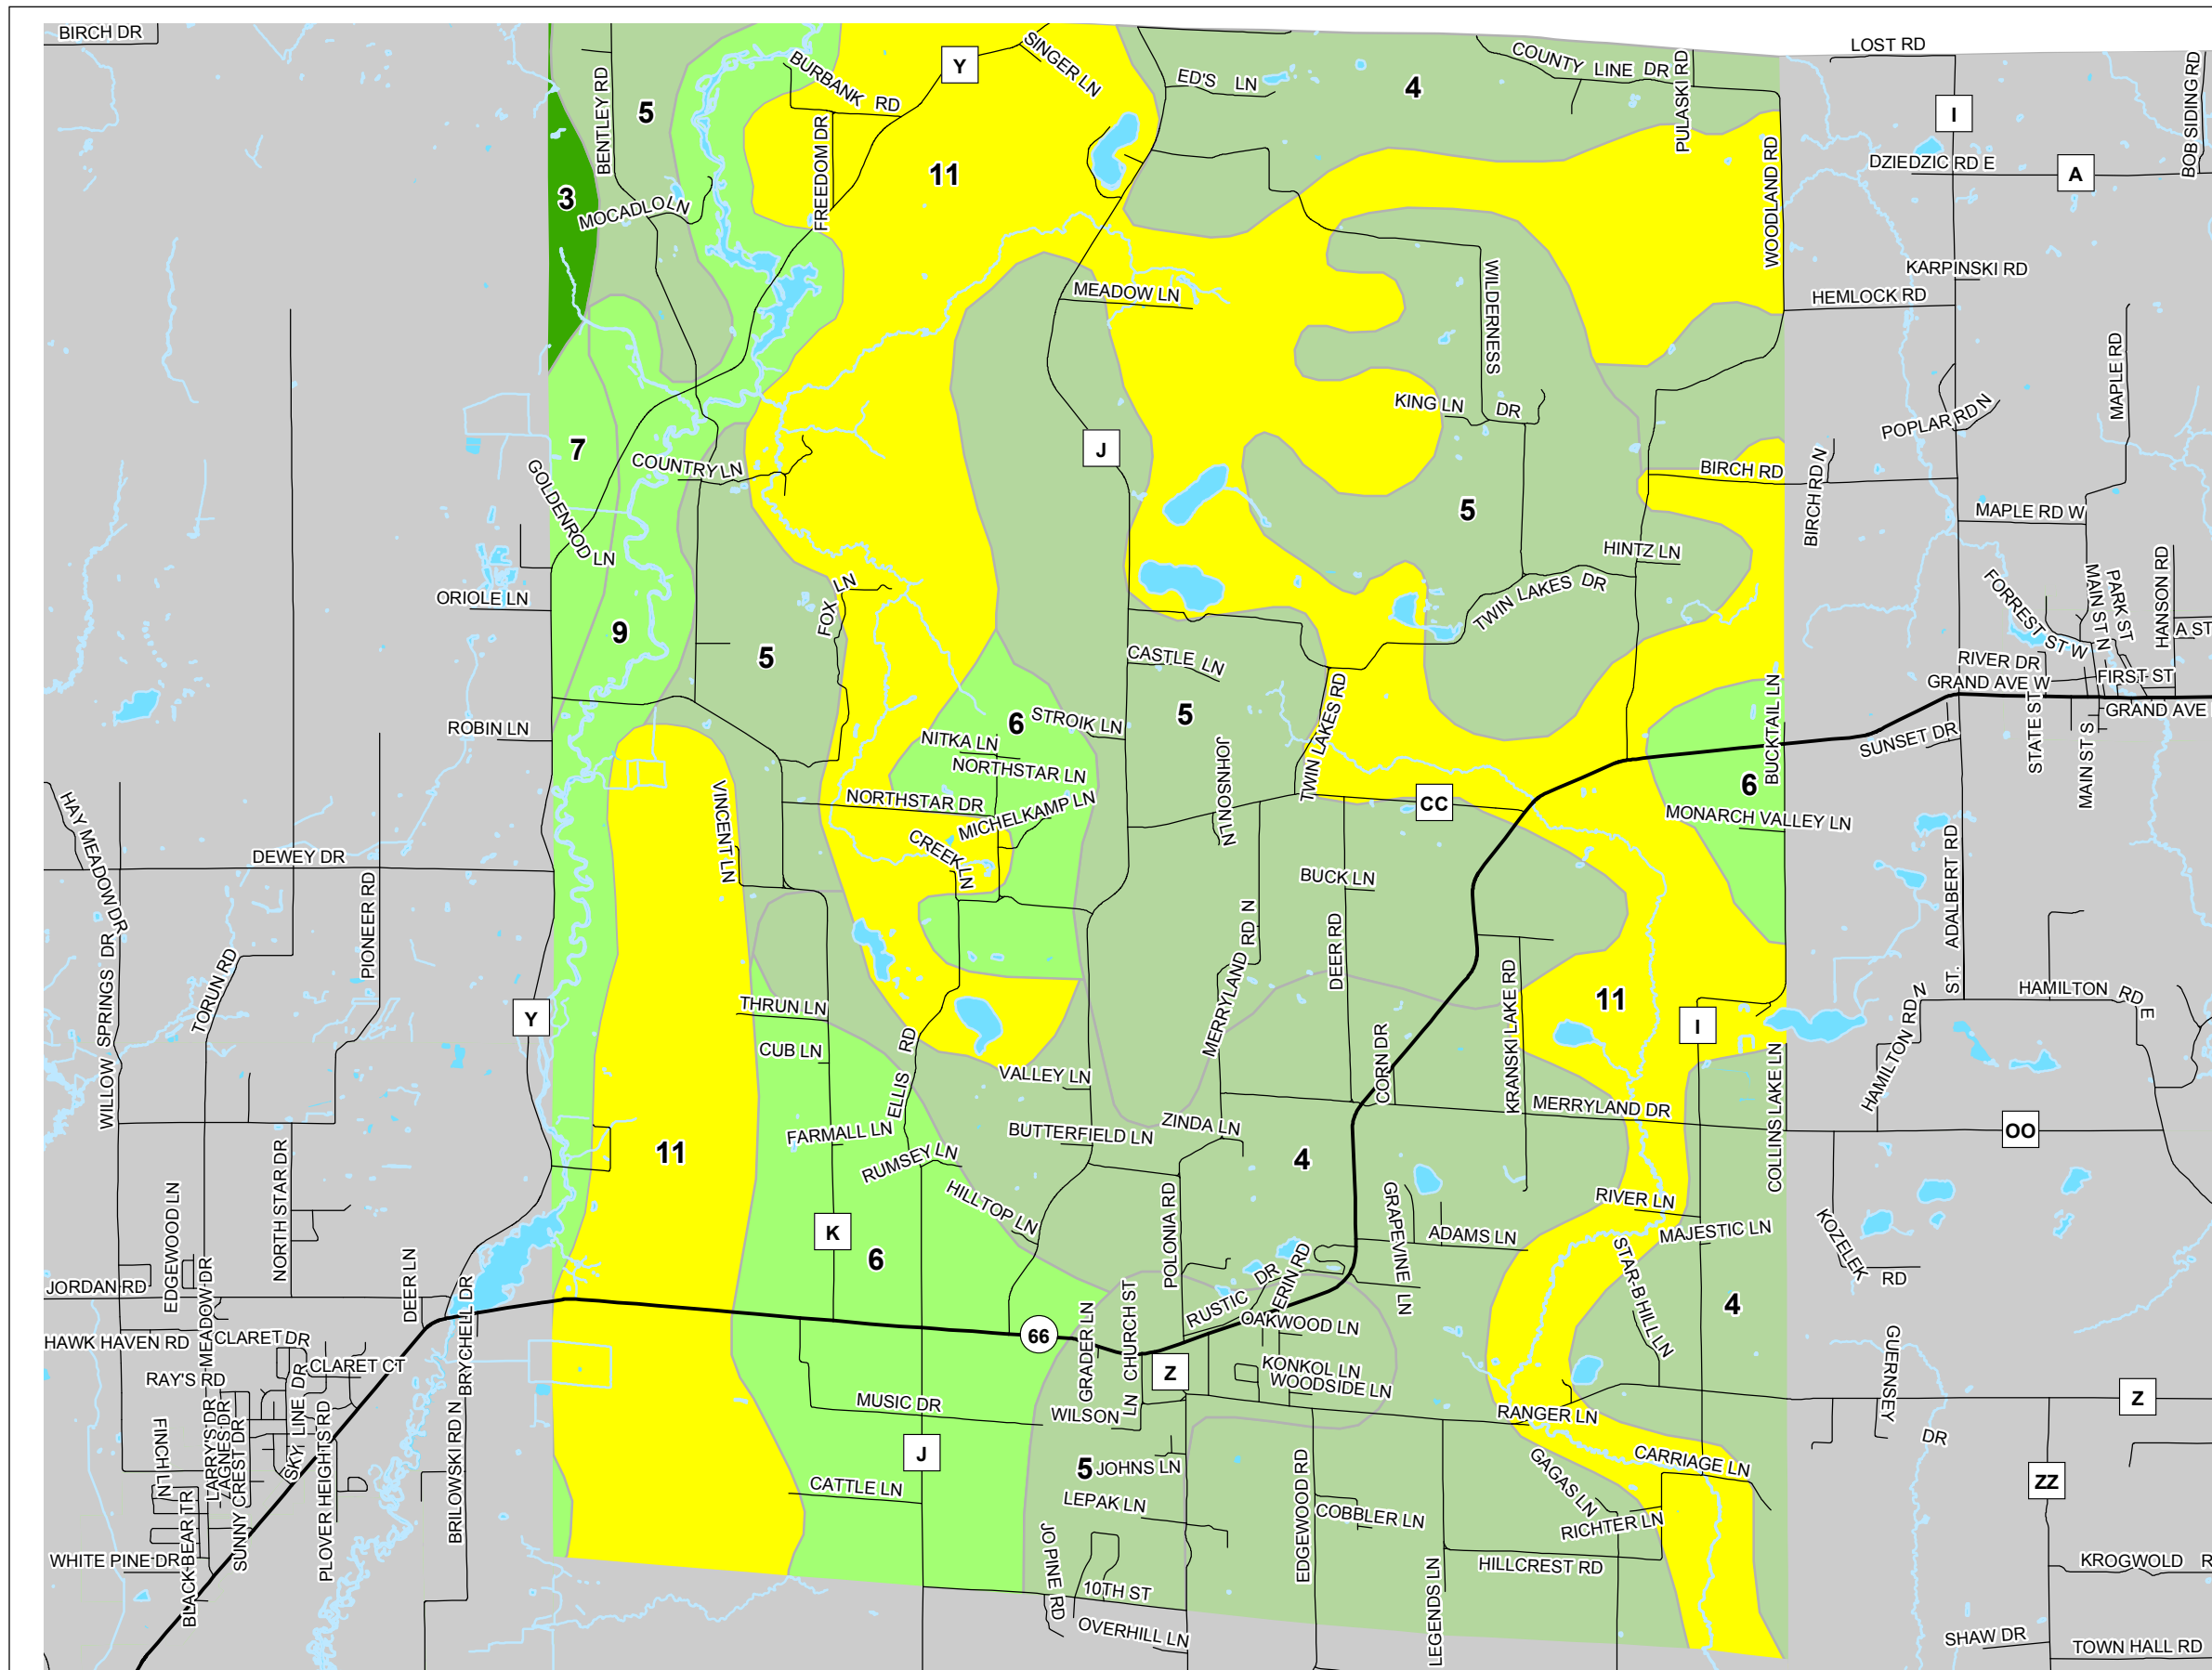 BIRCH DR
BENTLEY RD
5
BURBANK RD
Y
SINGER LN
ED'S LN
4
COUNTY LINE DR
PULASKI RD
LOST RD
I
BOB SIDING RD
3
MOCADLO LN
FREEDOM DR
11
WOODLAND RD
DZIEDZIC RD E
A
MEADOW LN
WILDERNESS
DR
KARPINSKI RD
HEMLOCK RD
7
GOLDENROD LN
COUNTRY LN
J
KING LN
5
BIRCH RD
BIRCH RD N
POPLAR RD N
MAPLE RD
MAPLE RD W
HINTZ LN
ORIOLE LN
9
5
FOX LN
TWIN LAKES DR
FORREST ST W
MAIN ST N
PARK ST
HANSON RD
A ST
CASTLE LN
RIVER DR
GRAND AVE W
FIRST ST
GRAND AVE
ROBIN LN
6
STROIK LN
5
TWIN LAKES RD
BUCKTAIL LN
SUNSET DR
STATE ST
MAIN ST S
NITKA LN
NORTHSTAR LN
JOHNSON LN
6
HAY MEADOW DR
VINCENT LN
NORTHSTAR DR
MICHELKAMP LN
CC
MONARCH VALLEY LN
DEWEY DR
CREEK LN
BUCK LN
ST. ADALBERT RD
WILLOW SPRINGS DR
TORUN RD
PIONEER RD
MERRYLAND RD N
DEER RD
KRANSKI LAKE RD
11
HAMILTON RD E
Y
THRUN LN
I
HAMILTON RD N
CUB LN
ELLIS RD
VALLEY LN
CORN DR
COLLINS LAKE LN
MERRYLAND DR
FARMALL LN
BUTTERFIELD LN
ZINDA LN
OO
11
RUMSEY LN
4
NORTH STAR DR
EDGEWOOD LN
K
HILLTOP LN
POLONIA RD
GRAPEVINE LN
ADAMS LN
RIVER LN
MAJESTIC LN
KOZELEK RD
6
STAR-B HILL LN
JORDAN RD
MEADOW DR
DEER LN
BRYCHELL DR
RUSTIC DR
ERIN RD
4
HAWK HAVEN RD
CLARET DR
66
GRADER LN
CHURCH ST
OAKWOOD LN
GUERNSEY DR
CLARET CT
RAY'S RD
Z
KONKOL LN
WOODSIDE LN
Z
FINCH LN
LARRY'S DR
AGNES DR
SUNNY CREST DR
SKY LINE DR
PLOVER HEIGHTS RD
BRILOWSKI RD N
MUSIC DR
WILSON LN
RANGER LN
J
5
JOHNS LN
EDGEWOOD RD
GAGAS LN
CARRIAGE LN
ZZ
CATTLE LN
LEPAK LN
COBBLER LN
RICHTER LN
WHITE PINE DR
BLACK BEAR TR
JO PINE RD
10TH ST
LEGENDS LN
HILLCREST RD
KROGWOLD R
OVERHILL LN
SHAW DR
TOWN HALL RD